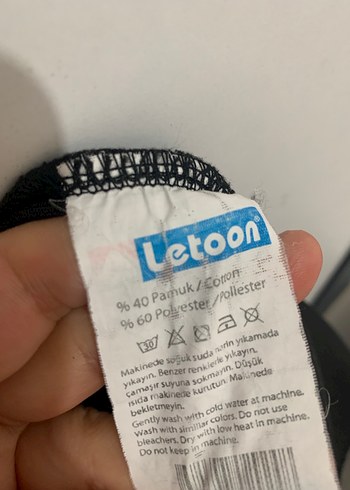 Letoon®
% 40 Pamuk / Cotton
% 60 Polyester / Poliester
30
Makinede soğuk suda narin yıkamada
yıkayın. Benzer renklerle yıkayın,
çamaşır suyuna sokmayın. Düşük
ısıda makinede kurutun. Makinede
bekletmeyin.
Gently wash with cold water at machine.
Wash with simillar colors. Do not use
bleachers. Dry with low heat in machine.
Do not keep in machine.